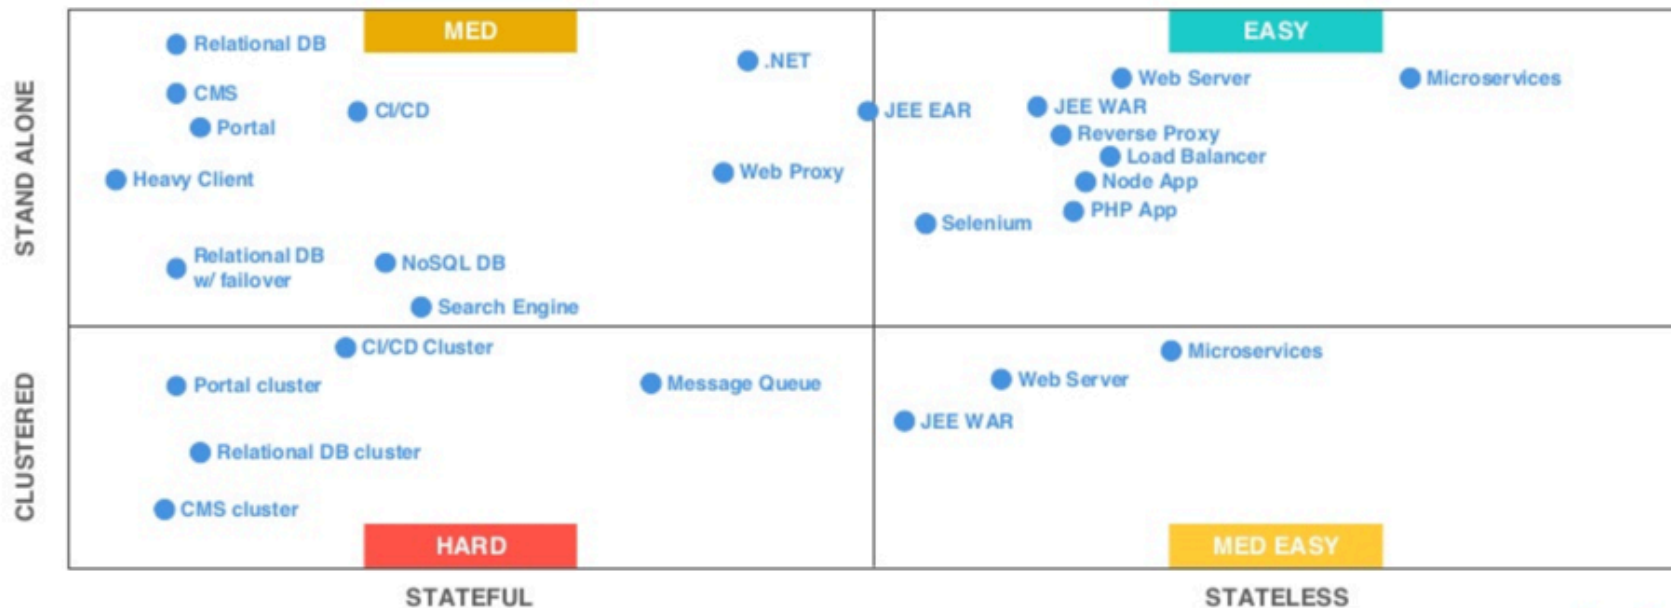 MED
EASY
STAND ALONE
Relational DB
.NET
CMS
Web Server
Microservices
CI/CD
JEE EAR
JEE WAR
Portal
Reverse Proxy
Load Balancer
Heavy Client
Web Proxy
Node App
PHP App
Selenium
Relational DB
w/ failover
NoSQL DB
Search Engine
CLUSTERED
CI/CD Cluster
Microservices
Portal cluster
Message Queue
Web Server
JEE WAR
Relational DB cluster
CMS cluster
HARD
MED EASY
STATEFUL
STATELESS